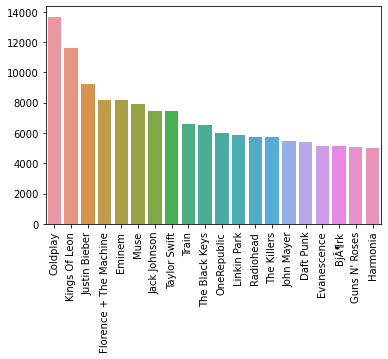 14000
12000
10000
8000
6000
4000
2000
0
Coldplay
Kings Of Leon
Justin Bieber
Florence + The Machine
Eminem
Muse
Jack Johnson
Taylor Swift
Train
The Black Keys
OneRepublic
Linkin Park
Radiohead
The Killers
John Mayer
Daft Punk
Evanescence
BjÃ¶rk
Guns N' Roses
Harmonia